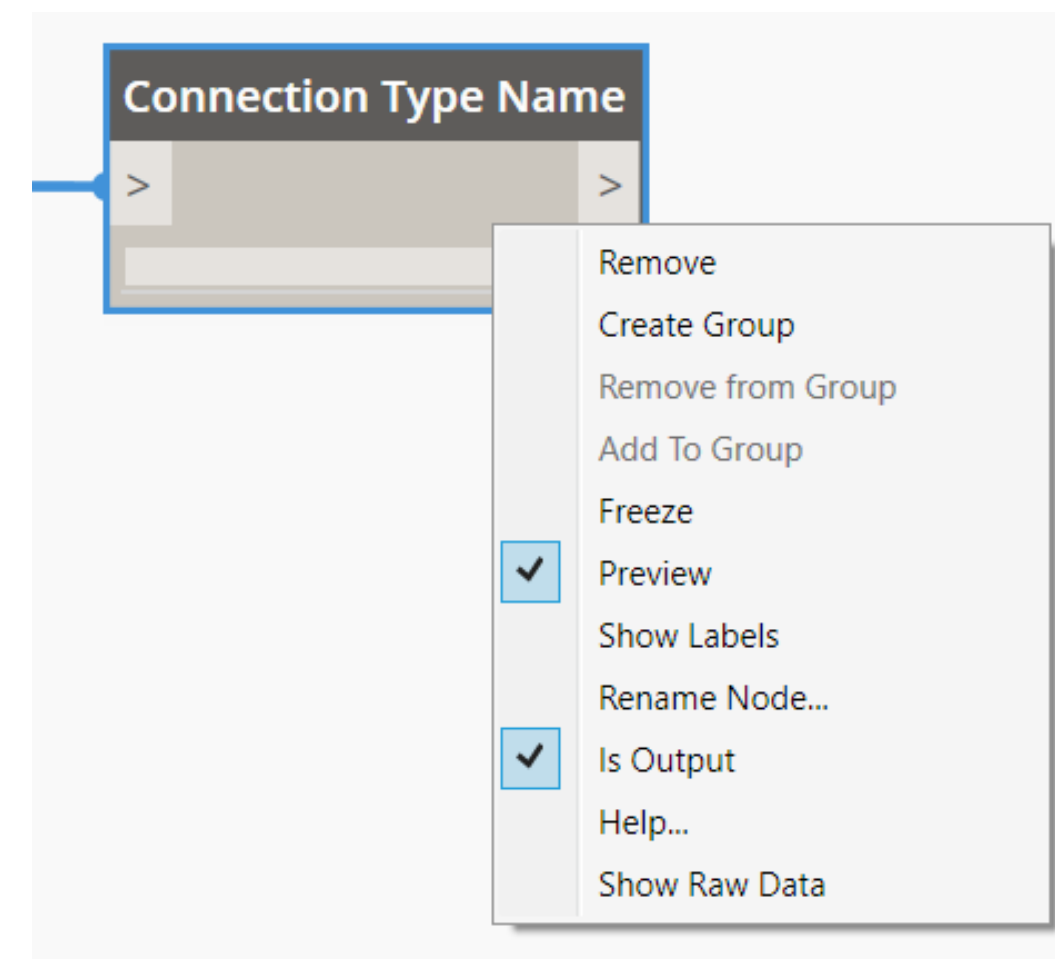 Connection Type Name
> >
Remove
Create Group
Remove from Group
Add To Group
Freeze
Preview
Show Labels
Rename Node...
Is Output
Help...
Show Raw Data